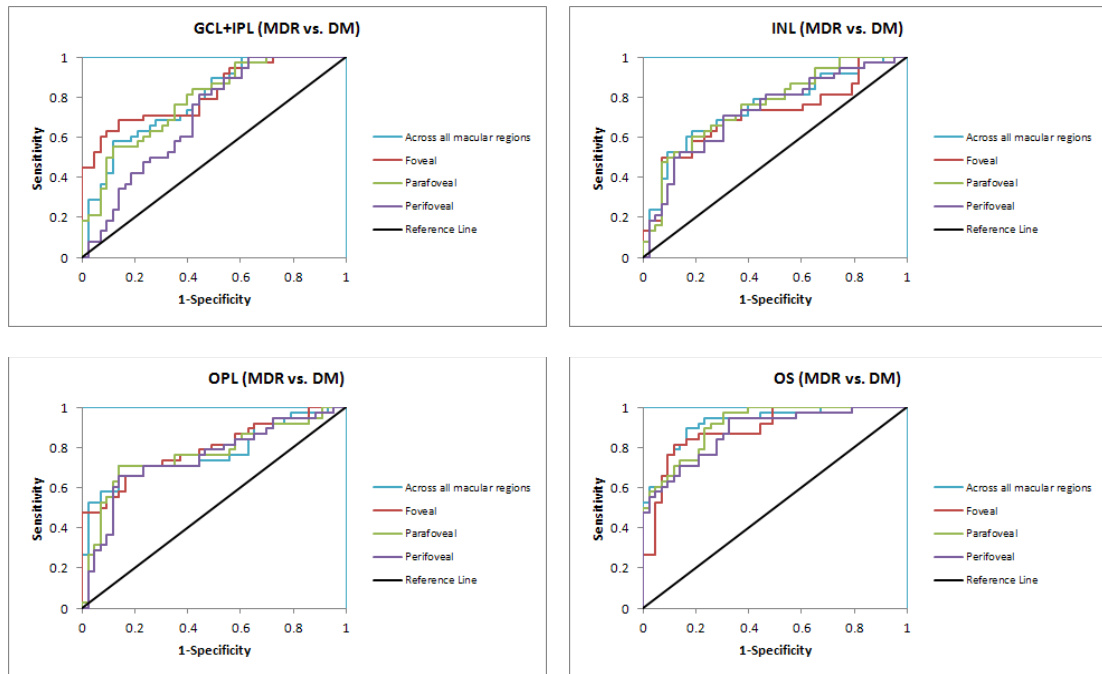 GCL+IPL (MDR vs. DM)
Sensitivity
1
0.8
0.6
0.4
0.2
0
0 0.2 0.4 0.6 0.8 1
1-Specificity
Across all macular regions
Foveal
Parafoveal
Perifoveal
Reference Line
INL (MDR vs. DM)
Sensitivity
1
0.8
0.6
0.4
0.2
0
0 0.2 0.4 0.6 0.8 1
1-Specificity
Across all macular regions
Foveal
Parafoveal
Perifoveal
Reference Line
OPL (MDR vs. DM)
Sensitivity
1
0.8
0.6
0.4
0.2
0
0 0.2 0.4 0.6 0.8 1
1-Specificity
Across all macular regions
Foveal
Parafoveal
Perifoveal
Reference Line
OS (MDR vs. DM)
Sensitivity
1
0.8
0.6
0.4
0.2
0
0 0.2 0.4 0.6 0.8 1
1-Specificity
Across all macular regions
Foveal
Parafoveal
Perifoveal
Reference Line